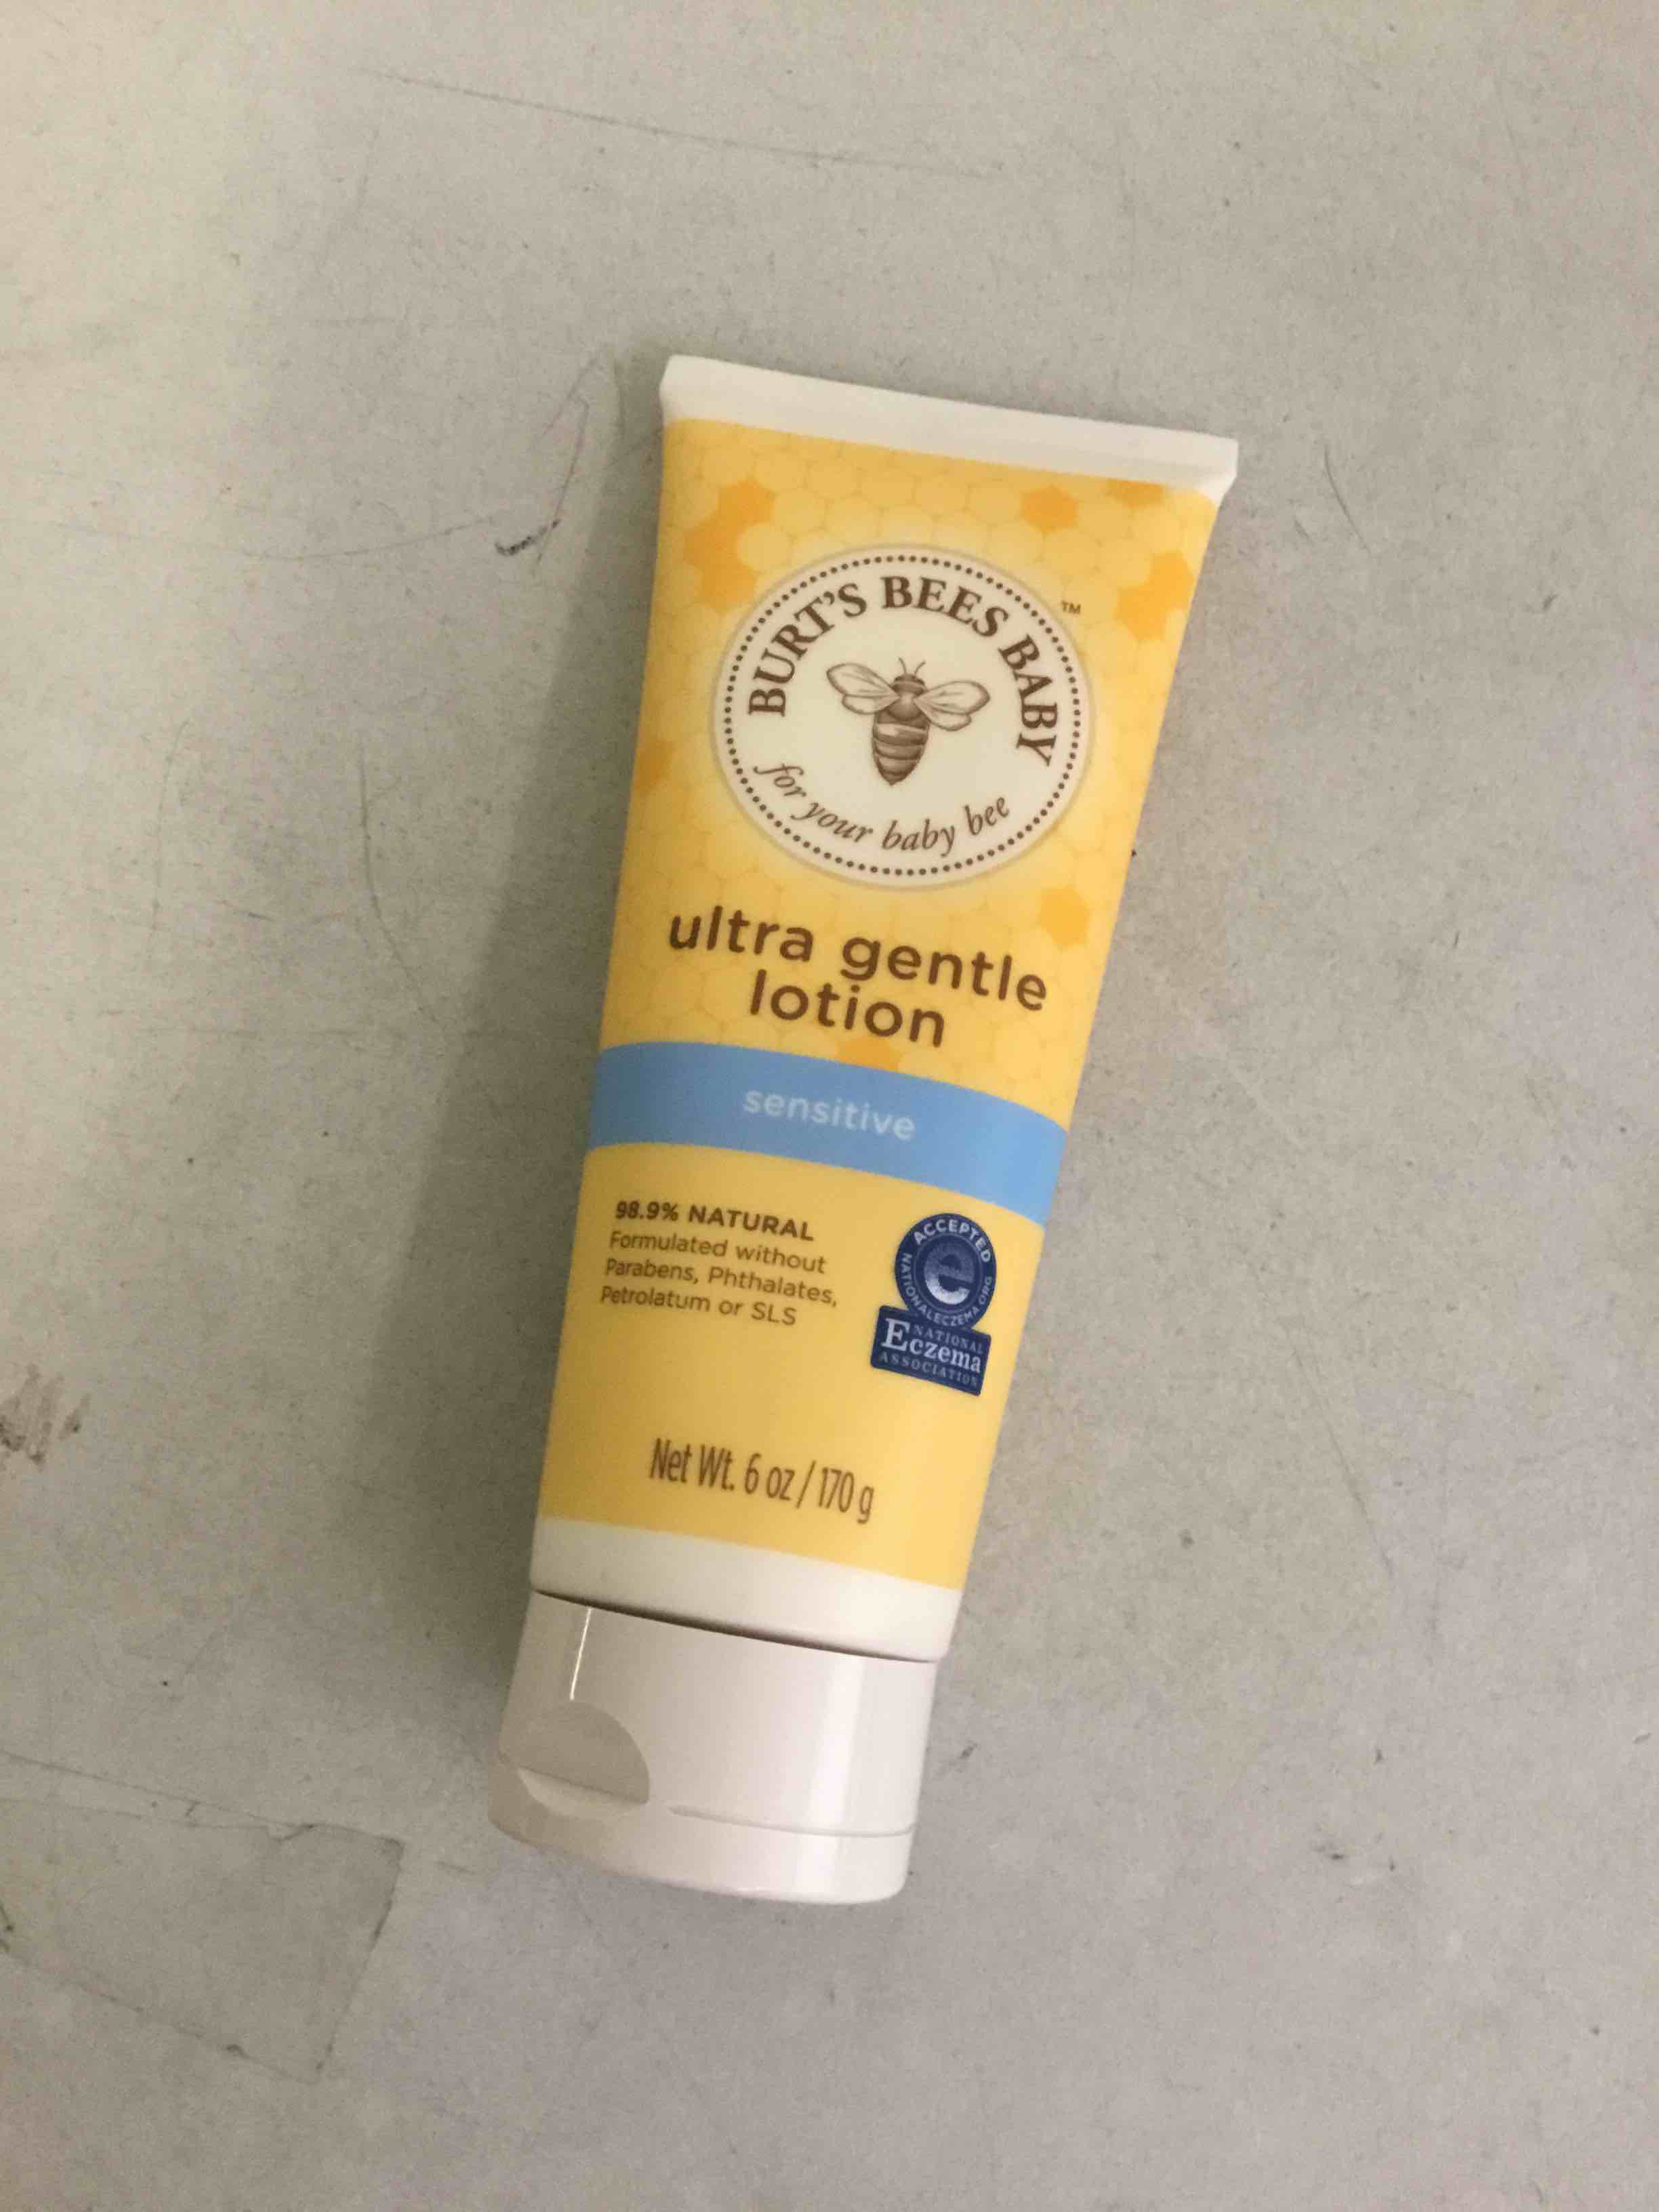 BURT'S BEES BABY™
for your baby bee
ultra gentle
lotion
sensitive
98.9% NATURAL
Formulated without
Parabens, Phthalates,
Petrolatum or SLS
ACCEPTED
NATIONALECZEMA.ORG
e
NATIONAL
Eczema
ASSOCIATION
Net Wt. 6 oz / 170 g